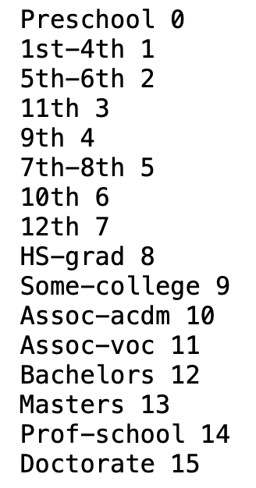 Preschool 0
1st-4th 1
5th-6th 2
11th 3
9th 4
7th-8th 5
10th 6
12th 7
HS-grad 8
Some-college 9
Assoc-acdm 10
Assoc-voc 11
Bachelors 12
Masters 13
Prof-school 14
Doctorate 15